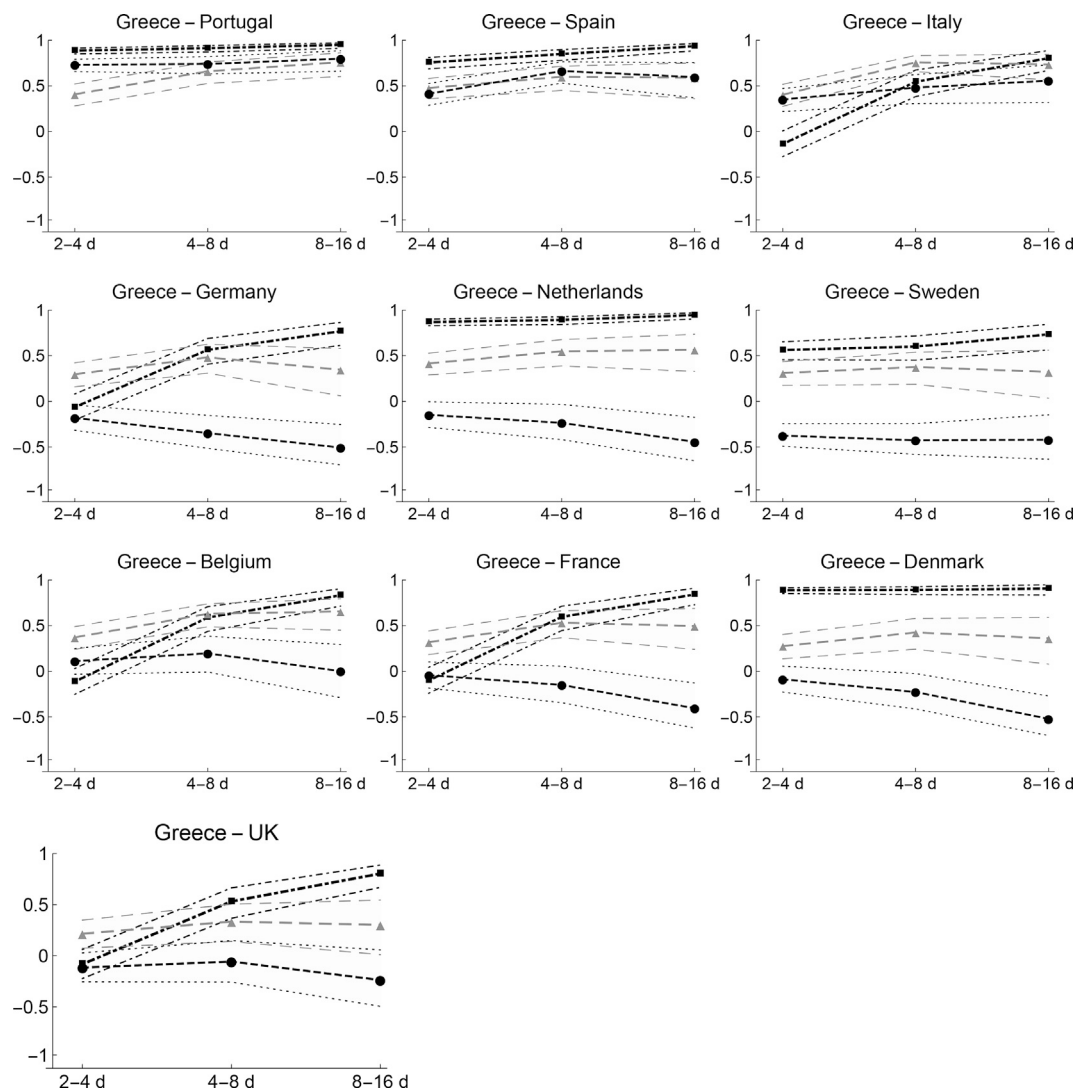 Greece – Portugal
1
0.5
0
−0.5
−1
2–4 d 4–8 d 8–16 d
Greece – Spain
1
0.5
0
−0.5
−1
2–4 d 4–8 d 8–16 d
Greece – Italy
1
0.5
0
−0.5
−1
2–4 d 4–8 d 8–16 d
Greece – Germany
1
0.5
0
−0.5
−1
2–4 d 4–8 d 8–16 d
Greece – Netherlands
1
0.5
0
−0.5
−1
2–4 d 4–8 d 8–16 d
Greece – Sweden
1
0.5
0
−0.5
−1
2–4 d 4–8 d 8–16 d
Greece – Belgium
1
0.5
0
−0.5
−1
2–4 d 4–8 d 8–16 d
Greece – France
1
0.5
0
−0.5
−1
2–4 d 4–8 d 8–16 d
Greece – Denmark
1
0.5
0
−0.5
−1
2–4 d 4–8 d 8–16 d
Greece – UK
1
0.5
0
−0.5
−1
2–4 d 4–8 d 8–16 d